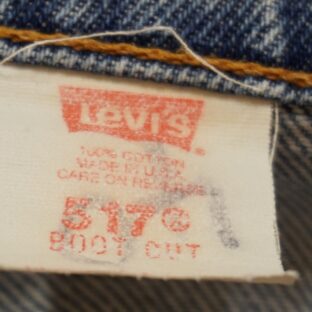 Levi's®
100% COTTON
MADE IN U.S.A.
CARE ON REVERSE
517®
BOOT CUT